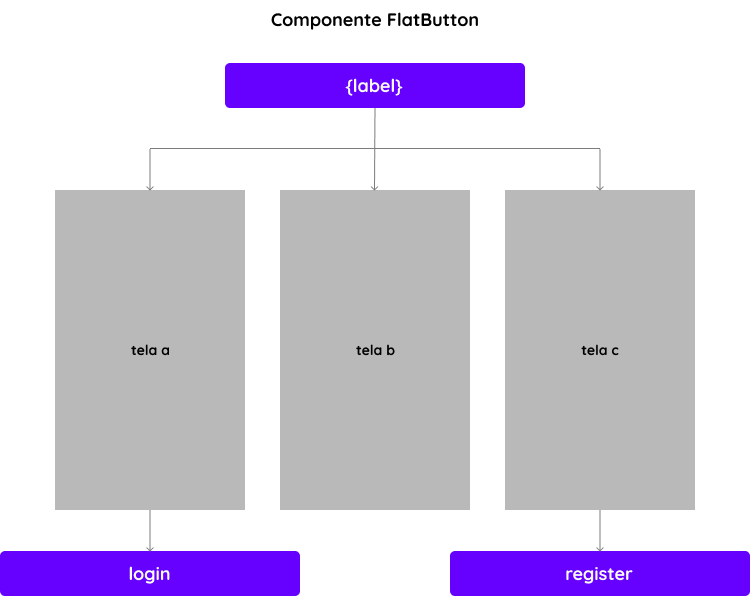 Componente FlatButton
{label}
tela a
tela b
tela c
login
register